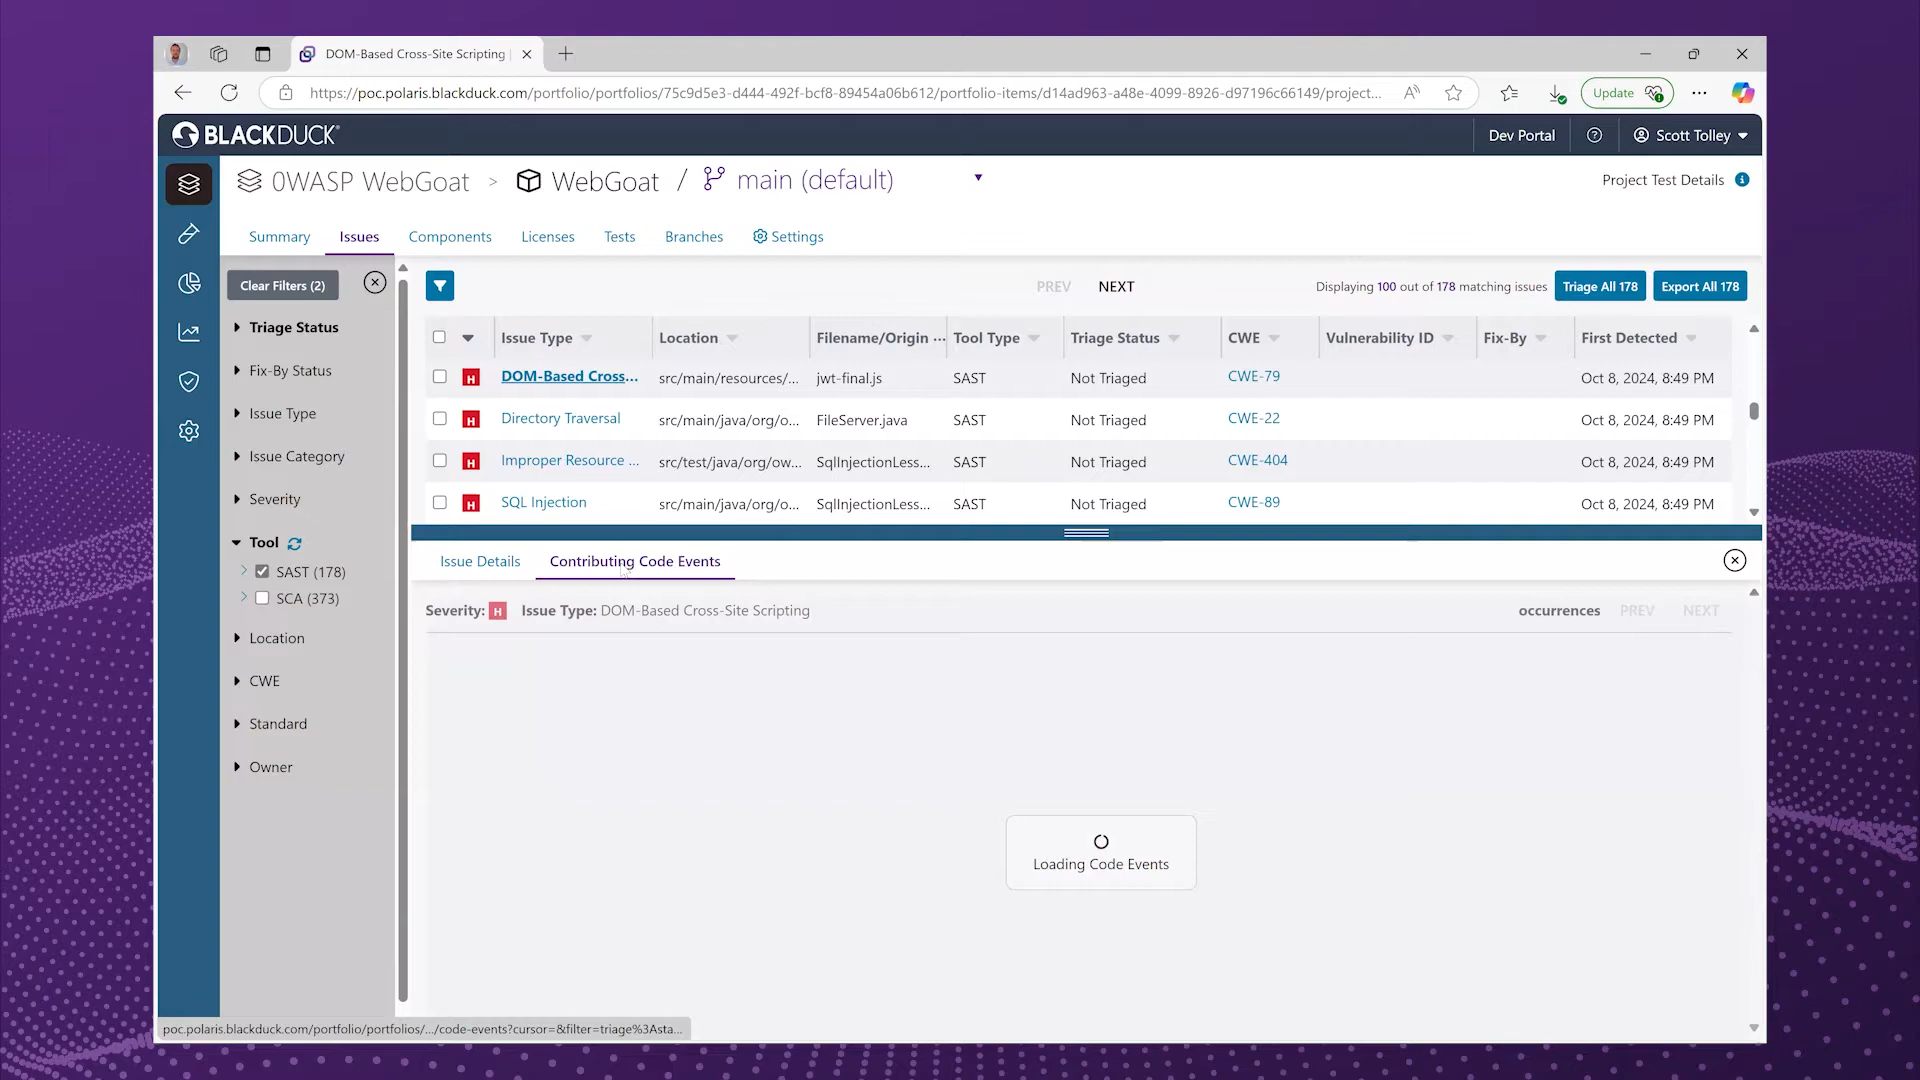 DOM-Based Cross-Site Scripting
https://poc.polaris.blackduck.com/portfolio/portfolios/75c9d5e3-d444-492f-bcf8-89454a06b612/portfolio-items/d14ad963-a48e-4099-8926-d97196c66149/project...
Update
BLACKDUCK
Dev Portal
Scott Tolley
0WASP WebGoat > WebGoat / main (default)
Project Test Details
Summary Issues Components Licenses Tests Branches Settings
Clear Filters (2)
PREV NEXT
Displaying 100 out of 178 matching issues
Triage All 178
Export All 178
Triage Status
Fix-By Status
Issue Type
Issue Category
Severity
Tool
SAST (178)
SCA (373)
Location
CWE
Standard
Owner
Issue Type Location Filename/Origin ... Tool Type Triage Status CWE Vulnerability ID Fix-By First Detected
H DOM-Based Cross... src/main/resources/... jwt-final.js SAST Not Triaged CWE-79 Oct 8, 2024, 8:49 PM
H Directory Traversal src/main/java/org/o... FileServer.java SAST Not Triaged CWE-22 Oct 8, 2024, 8:49 PM
H Improper Resource ... src/test/java/org/ow... SqlInjectionLess... SAST Not Triaged CWE-404 Oct 8, 2024, 8:49 PM
H SQL Injection src/main/java/org/o... SqlInjectionLess... SAST Not Triaged CWE-89 Oct 8, 2024, 8:49 PM
Issue Details Contributing Code Events
Severity: H Issue Type: DOM-Based Cross-Site Scripting
occurrences PREV NEXT
Loading Code Events
poc.polaris.blackduck.com/portfolio/portfolios/.../code-events?cursor=&filter=triage%3Asta...